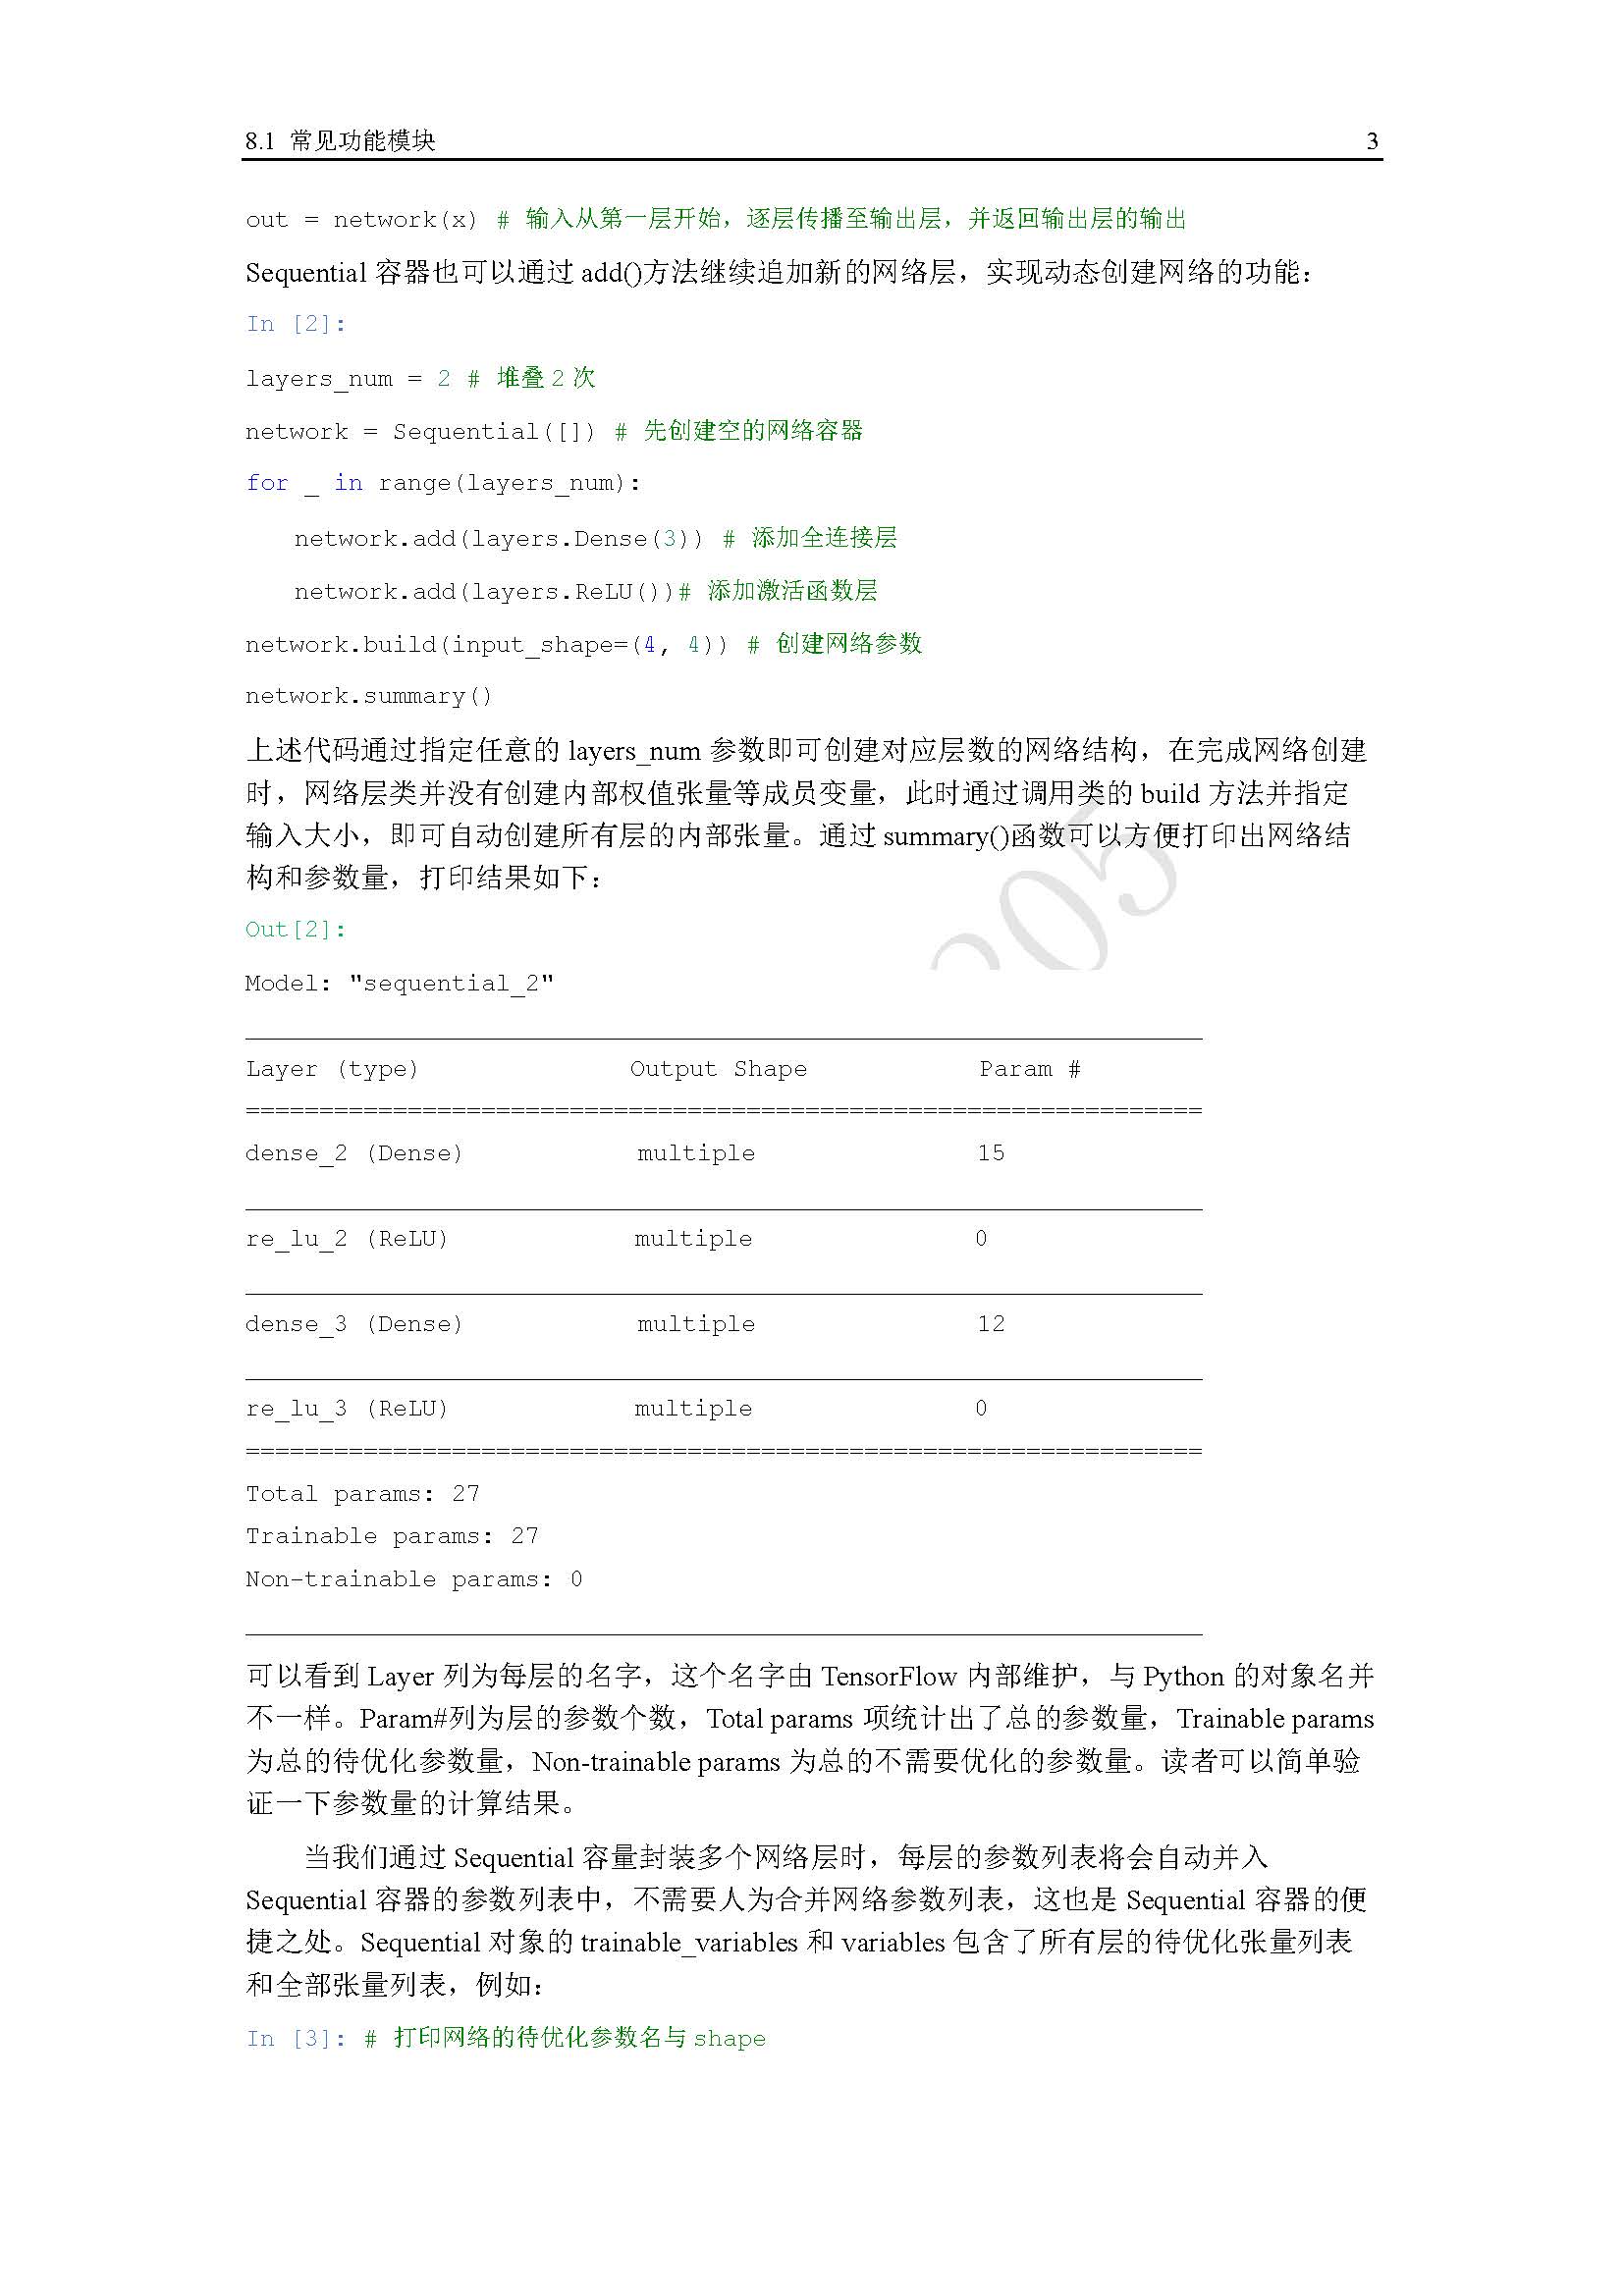 8.1 常见功能模块 3
out = network(x) # 输入从第一层开始，逐层传播至输出层，并返回输出层的输出
Sequential 容器也可以通过 add()方法继续追加新的网络层，实现动态创建网络的功能：
In [2]:
layers_num = 2 # 堆叠 2 次
network = Sequential([]) # 先创建空的网络容器
for _ in range(layers_num):
network.add(layers.Dense(3)) # 添加全连接层
network.add(layers.ReLU())# 添加激活函数层
network.build(input_shape=(4, 4)) # 创建网络参数
network.summary()
上述代码通过指定任意的 layers_num 参数即可创建对应层数的网络结构，在完成网络创建
时，网络层类并没有创建内部权值张量等成员变量，此时通过调用类的 build 方法并指定
输入大小，即可自动创建所有层的内部张量。通过 summary()函数可以方便打印出网络结
构和参数量，打印结果如下：
Out[2]:
Model: "sequential_2"
_________________________________________________________________
Layer (type) Output Shape Param #
=================================================================
dense_2 (Dense) multiple 15
_________________________________________________________________
re_lu_2 (ReLU) multiple 0
_________________________________________________________________
dense_3 (Dense) multiple 12
_________________________________________________________________
re_lu_3 (ReLU) multiple 0
=================================================================
Total params: 27
Trainable params: 27
Non-trainable params: 0
_________________________________________________________________
可以看到 Layer 列为每层的名字，这个名字由 TensorFlow 内部维护，与 Python 的对象名并
不一样。Param#列为层的参数个数，Total params 项统计出了总的参数量，Trainable params
为总的待优化参数量，Non-trainable params 为总的不需要优化的参数量。读者可以简单验
证一下参数量的计算结果。
当我们通过 Sequential 容量封装多个网络层时，每层的参数列表将会自动并入
Sequential 容器的参数列表中，不需要人为合并网络参数列表，这也是 Sequential 容器的便
捷之处。Sequential 对象的 trainable_variables 和 variables 包含了所有层的待优化张量列表
和全部张量列表，例如：
In [3]: # 打印网络的待优化参数名与 shape